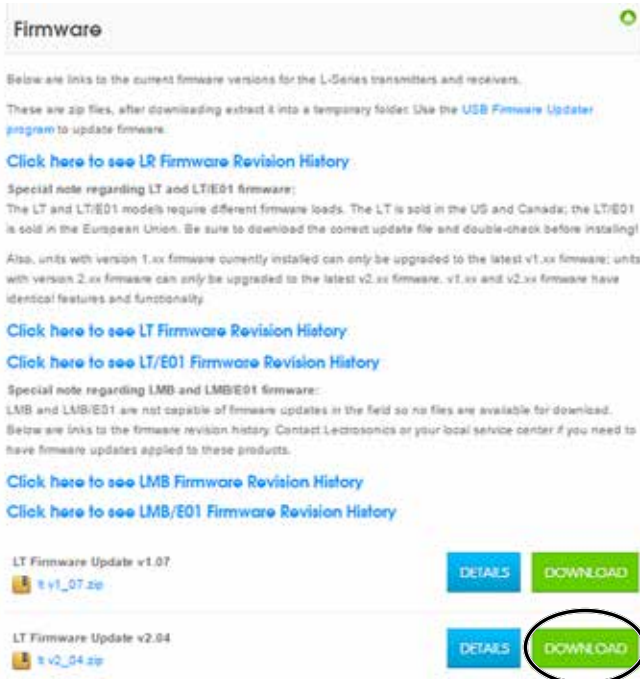 Firmware
Below are links to the current firmware versions for the L-Series transmitters and receivers.
These are zip files, after downloading extract it into a temporary folder. Use the USB Firmware Updater
program to update firmware.
Click here to see LR Firmware Revision History
Special note regarding LT and LT/E01 firmware:
The LT and LT/E01 models require different firmware loads. The LT is sold in the US and Canada; the LT/E01
is sold in the European Union. Be sure to download the correct update file and double-check before instaling!
Also, units with version 1.xx firmware currently installed can only be upgraded to the latest v1.xx firmware; units
with version 2.xx firmware can only be upgraded to the latest v2.xx firmware. v1.xx and v2.xx firmware have
identical features and functionality.
Click here to see LT Firmware Revision History
Click here to see LT/E01 Firmware Revision History
Special note regarding LMB and LMB/E01 firmware:
LMB and LMB/E01 are not capable of firmware updates in the field so no files are available for download.
Below are links to the firmware revision history. Contact Lectrosonics or your local service center if you need to
have firmware updates applied to these products.
Click here to see LMB Firmware Revision History
Click here to see LMB/E01 Firmware Revision History
LT Firmware Update v1.07
lt v1_07.zip
DETAILS DOWNLOAD
LT Firmware Update v2.04
lt v2_04.zip
DETAILS DOWNLOAD